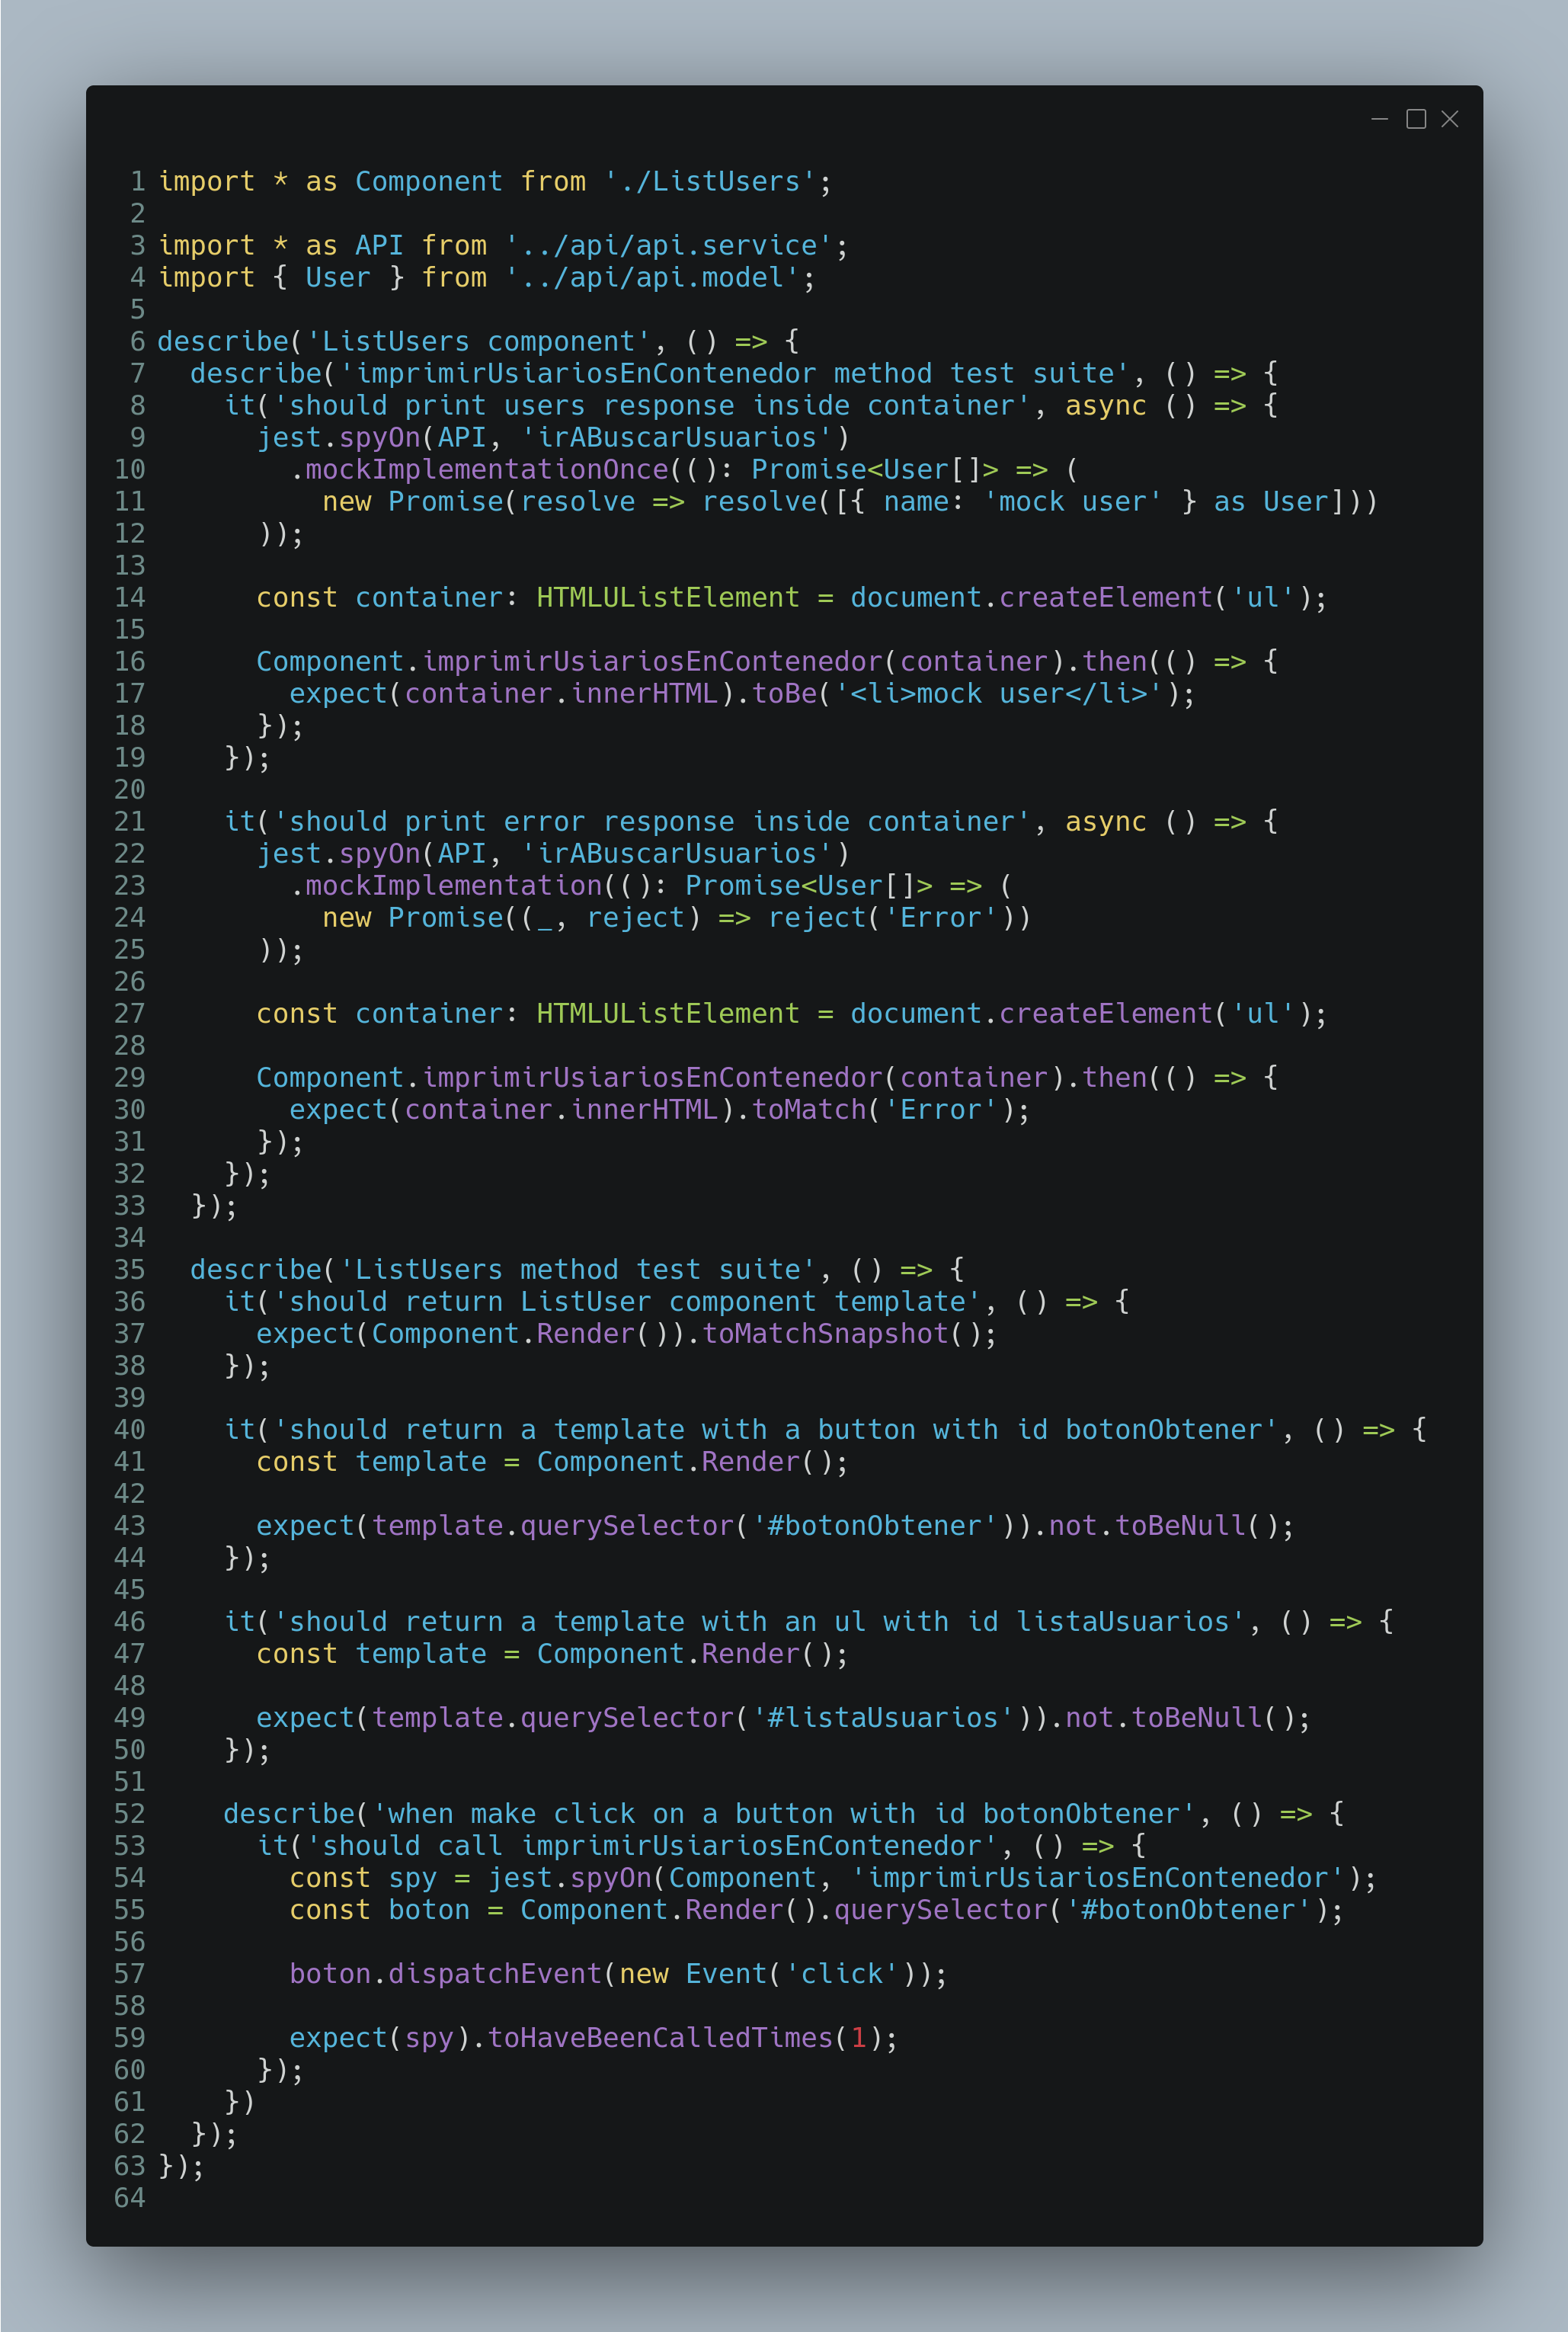 1 import * as Component from './ListUsers';
2
3 import * as API from '../api/api.service';
4 import { User } from '../api/api.model';
5
6 describe('ListUsers component', () => {
7   describe('imprimirUsiariosEnContenedor method test suite', () => {
8     it('should print users response inside container', async () => {
9       jest.spyOn(API, 'irABuscarUsuarios')
10         .mockImplementationOnce((): Promise<User[]> => (
11           new Promise(resolve => resolve([{ name: 'mock user' } as User]))
12       ));
13
14       const container: HTMLUListElement = document.createElement('ul');
15
16       Component.imprimirUsiariosEnContenedor(container).then(() => {
17         expect(container.innerHTML).toBe('<li>mock user</li>');
18       });
19     });
20
21     it('should print error response inside container', async () => {
22       jest.spyOn(API, 'irABuscarUsuarios')
23         .mockImplementation((): Promise<User[]> => (
24           new Promise((_, reject) => reject('Error'))
25       ));
26
27       const container: HTMLUListElement = document.createElement('ul');
28
29       Component.imprimirUsiariosEnContenedor(container).then(() => {
30         expect(container.innerHTML).toMatch('Error');
31       });
32     });
33   });
34
35   describe('ListUsers method test suite', () => {
36     it('should return ListUser component template', () => {
37       expect(Component.Render()).toMatchSnapshot();
38     });
39
40     it('should return a template with a button with id botonObtener', () => {
41       const template = Component.Render();
42
43       expect(template.querySelector('#botonObtener')).not.toBeNull();
44     });
45
46     it('should return a template with an ul with id listaUsuarios', () => {
47       const template = Component.Render();
48
49       expect(template.querySelector('#listaUsuarios')).not.toBeNull();
50     });
51
52     describe('when make click on a button with id botonObtener', () => {
53       it('should call imprimirUsiariosEnContenedor', () => {
54         const spy = jest.spyOn(Component, 'imprimirUsiariosEnContenedor');
55         const boton = Component.Render().querySelector('#botonObtener');
56
57         boton.dispatchEvent(new Event('click'));
58
59         expect(spy).toHaveBeenCalledTimes(1);
60       });
61     })
62   });
63 });
64